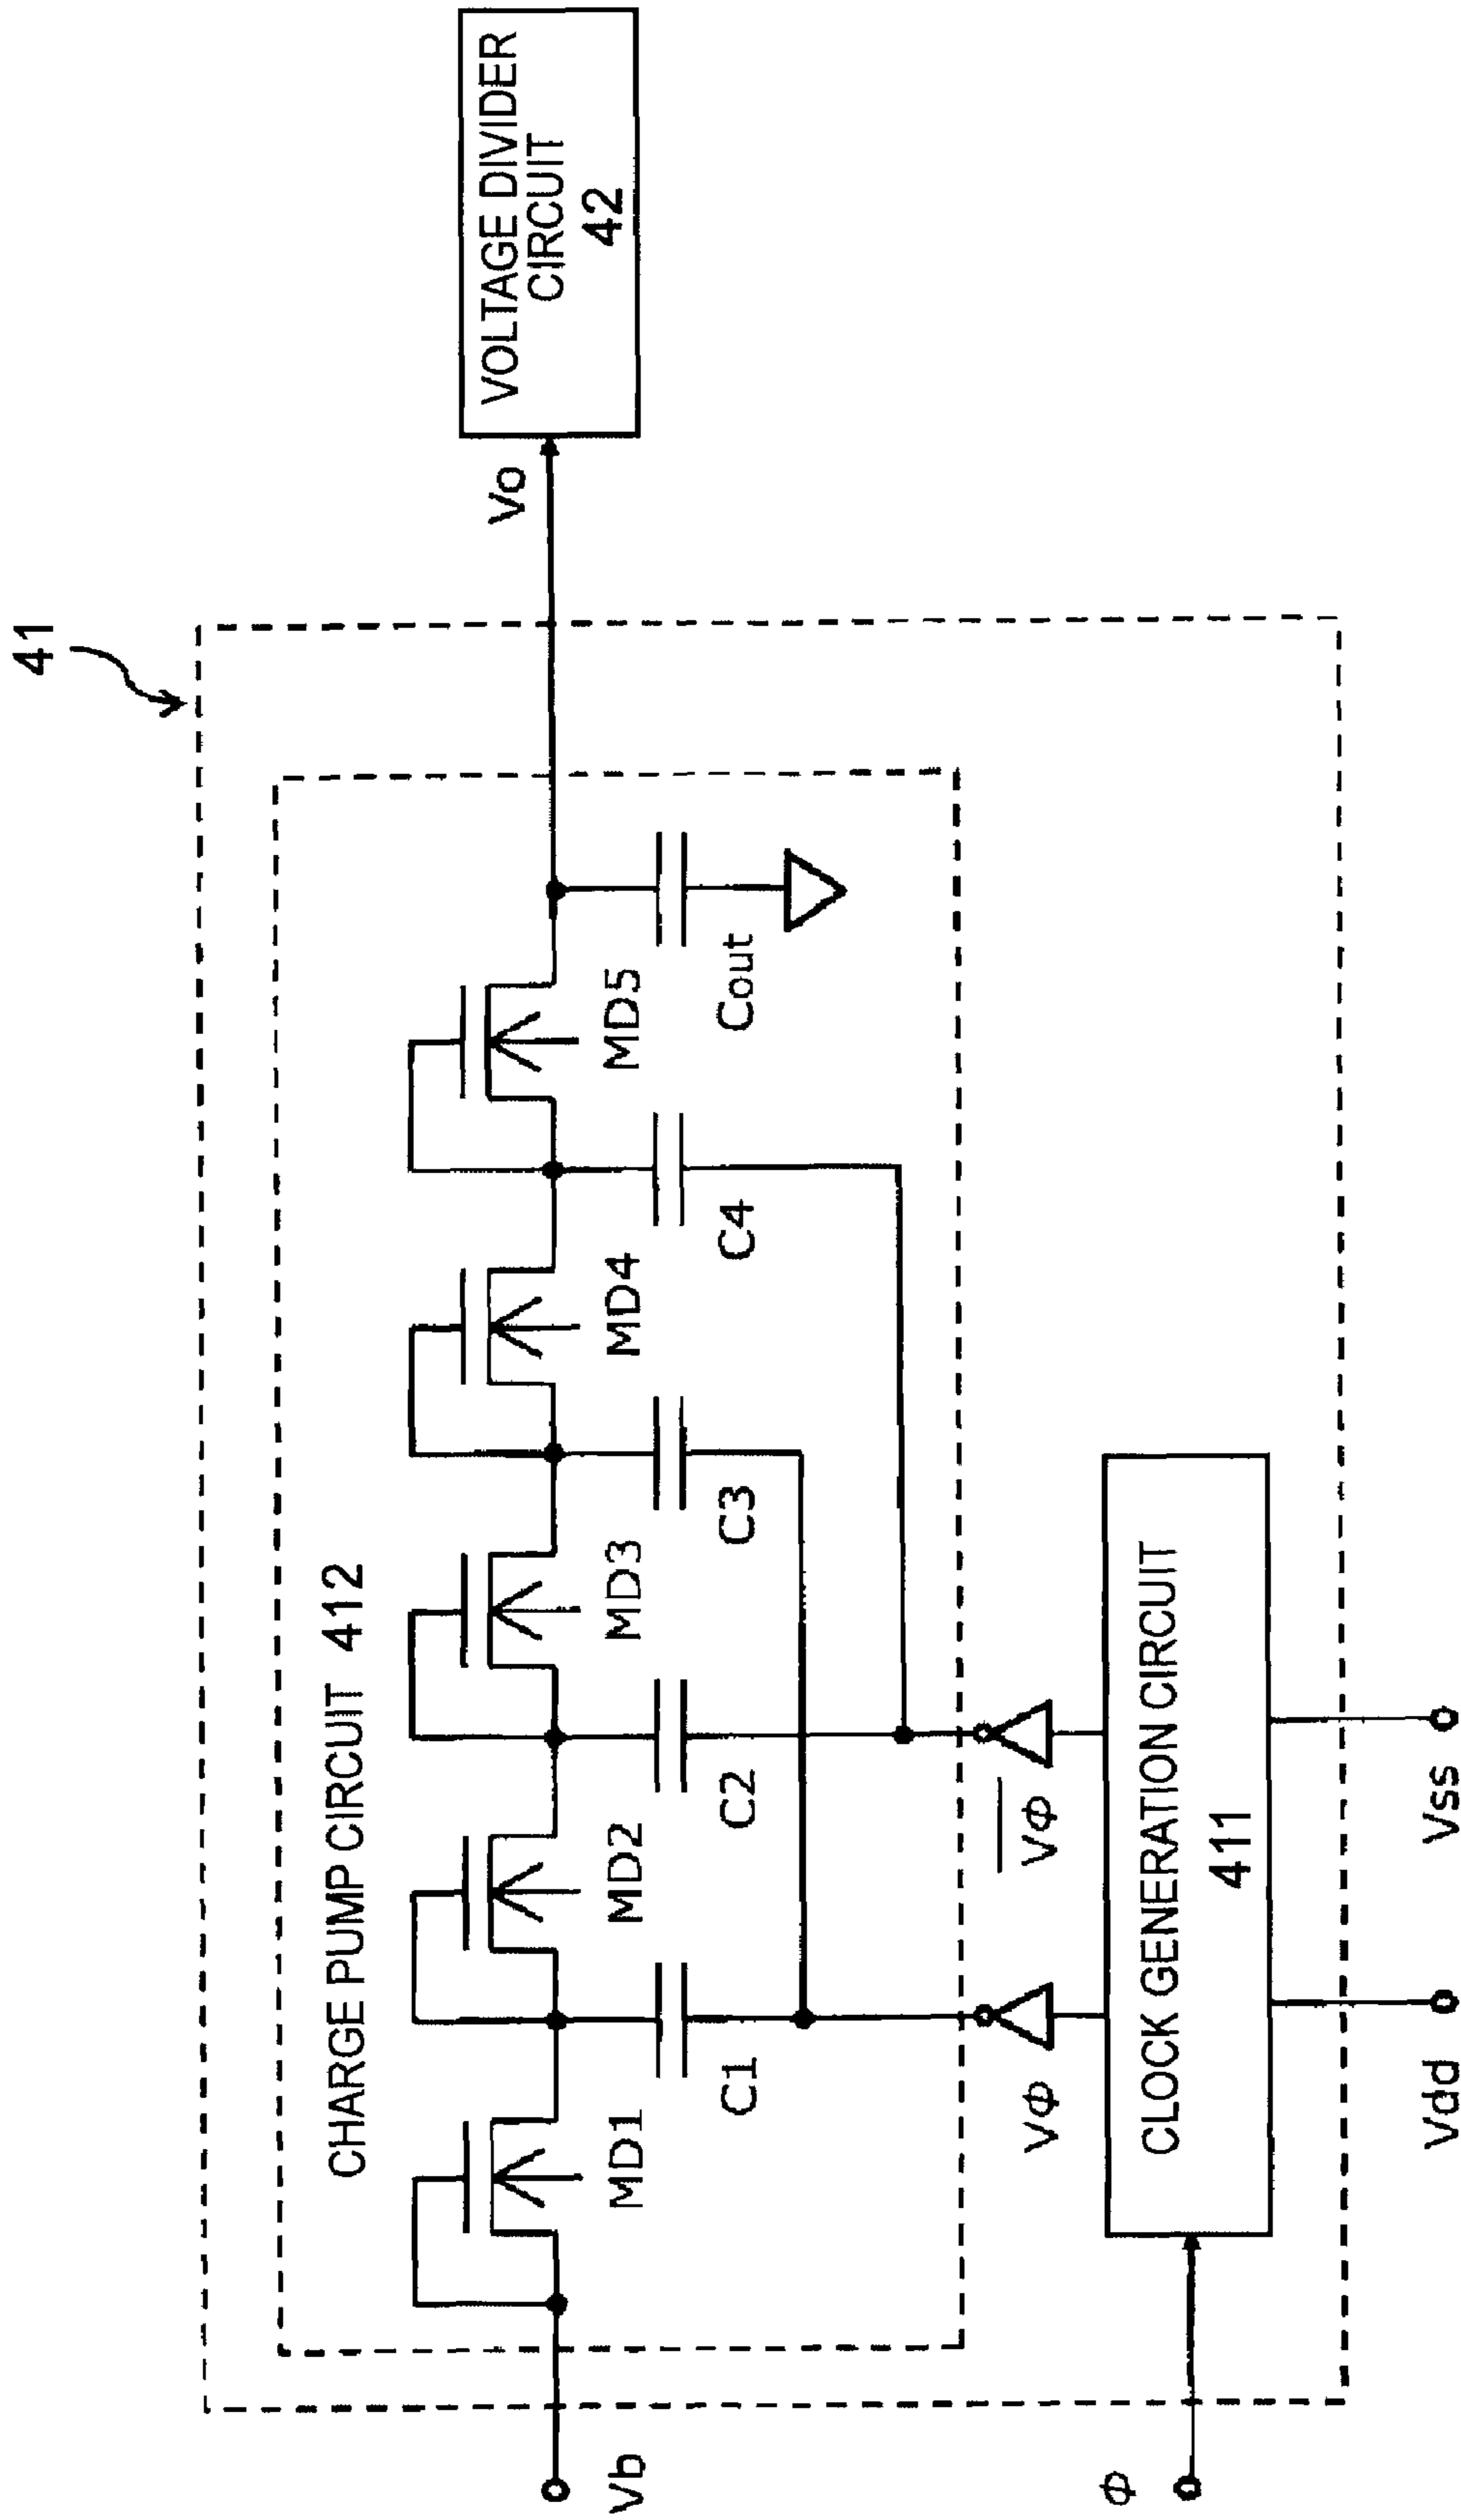 41
CHARGE PUMP CIRCUIT 412
VOLTAGE DIVIDER
CIRCUIT
42
Vo
Vb
MD1
MD2
MD3
MD4
MD5
C1
C2
C3
C4
Cout
Vφ
V̅φ̅
φ
CLOCK GENERATION CIRCUIT
411
Vdd
Vss